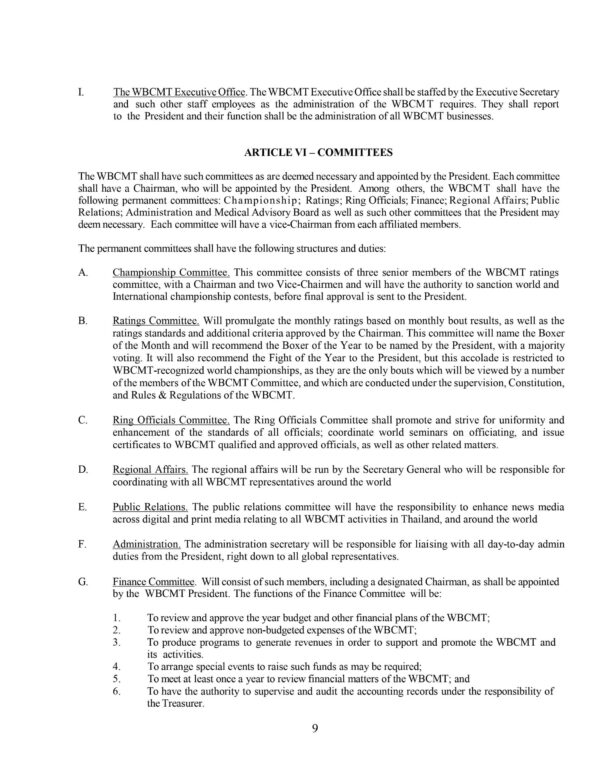 I. The WBCMT Executive Office. The WBCMT Executive Office shall be staffed by the Executive Secretary
and such other staff employees as the administration of the WBCMT requires. They shall report
to the President and their function shall be the administration of all WBCMT businesses.
ARTICLE VI – COMMITTEES
The WBCMT shall have such committees as are deemed necessary and appointed by the President. Each committee
shall have a Chairman, who will be appointed by the President. Among others, the WBCMT shall have the
following permanent committees: Championship; Ratings; Ring Officials; Finance; Regional Affairs; Public
Relations; Administration and Medical Advisory Board as well as such other committees that the President may
deem necessary. Each committee will have a vice-Chairman from each affiliated members.
The permanent committees shall have the following structures and duties:
A. Championship Committee. This committee consists of three senior members of the WBCMT ratings
committee, with a Chairman and two Vice-Chairmen and will have the authority to sanction world and
International championship contests, before final approval is sent to the President.
B. Ratings Committee. Will promulgate the monthly ratings based on monthly bout results, as well as the
ratings standards and additional criteria approved by the Chairman. This committee will name the Boxer
of the Month and will recommend the Boxer of the Year to be named by the President, with a majority
voting. It will also recommend the Fight of the Year to the President, but this accolade is restricted to
WBCMT-recognized world championships, as they are the only bouts which will be viewed by a number
of the members of the WBCMT Committee, and which are conducted under the supervision, Constitution,
and Rules & Regulations of the WBCMT.
C. Ring Officials Committee. The Ring Officials Committee shall promote and strive for uniformity and
enhancement of the standards of all officials; coordinate world seminars on officiating, and issue
certificates to WBCMT qualified and approved officials, as well as other related matters.
D. Regional Affairs. The regional affairs will be run by the Secretary General who will be responsible for
coordinating with all WBCMT representatives around the world
E. Public Relations. The public relations committee will have the responsibility to enhance news media
across digital and print media relating to all WBCMT activities in Thailand, and around the world
F. Administration. The administration secretary will be responsible for liaising with all day-to-day admin
duties from the President, right down to all global representatives.
G. Finance Committee. Will consist of such members, including a designated Chairman, as shall be appointed
by the WBCMT President. The functions of the Finance Committee will be:
1. To review and approve the year budget and other financial plans of the WBCMT;
2. To review and approve non-budgeted expenses of the WBCMT;
3. To produce programs to generate revenues in order to support and promote the WBCMT and
its activities.
4. To arrange special events to raise such funds as may be required;
5. To meet at least once a year to review financial matters of the WBCMT; and
6. To have the authority to supervise and audit the accounting records under the responsibility of
the Treasurer.
9